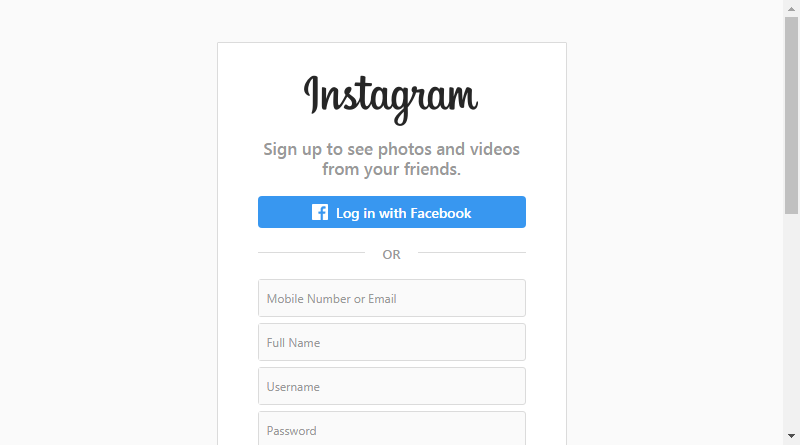 Instagram
Sign up to see photos and videos
from your friends.
Log in with Facebook
OR
Mobile Number or Email
Full Name
Username
Password